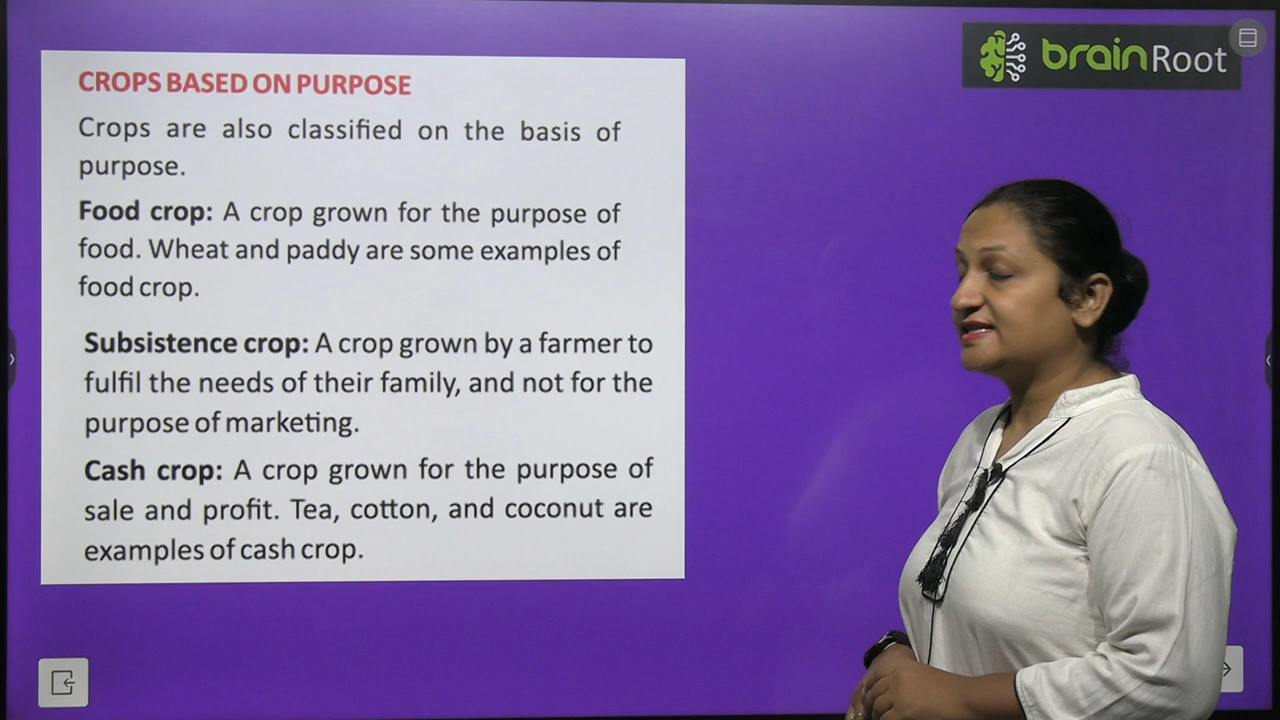 brainRoot
CROPS BASED ON PURPOSE
Crops are also classified on the basis of
purpose.
Food crop: A crop grown for the purpose of
food. Wheat and paddy are some examples of
food crop.
Subsistence crop: A crop grown by a farmer to
fulfil the needs of their family, and not for the
purpose of marketing.
Cash crop: A crop grown for the purpose of
sale and profit. Tea, cotton, and coconut are
examples of cash crop.